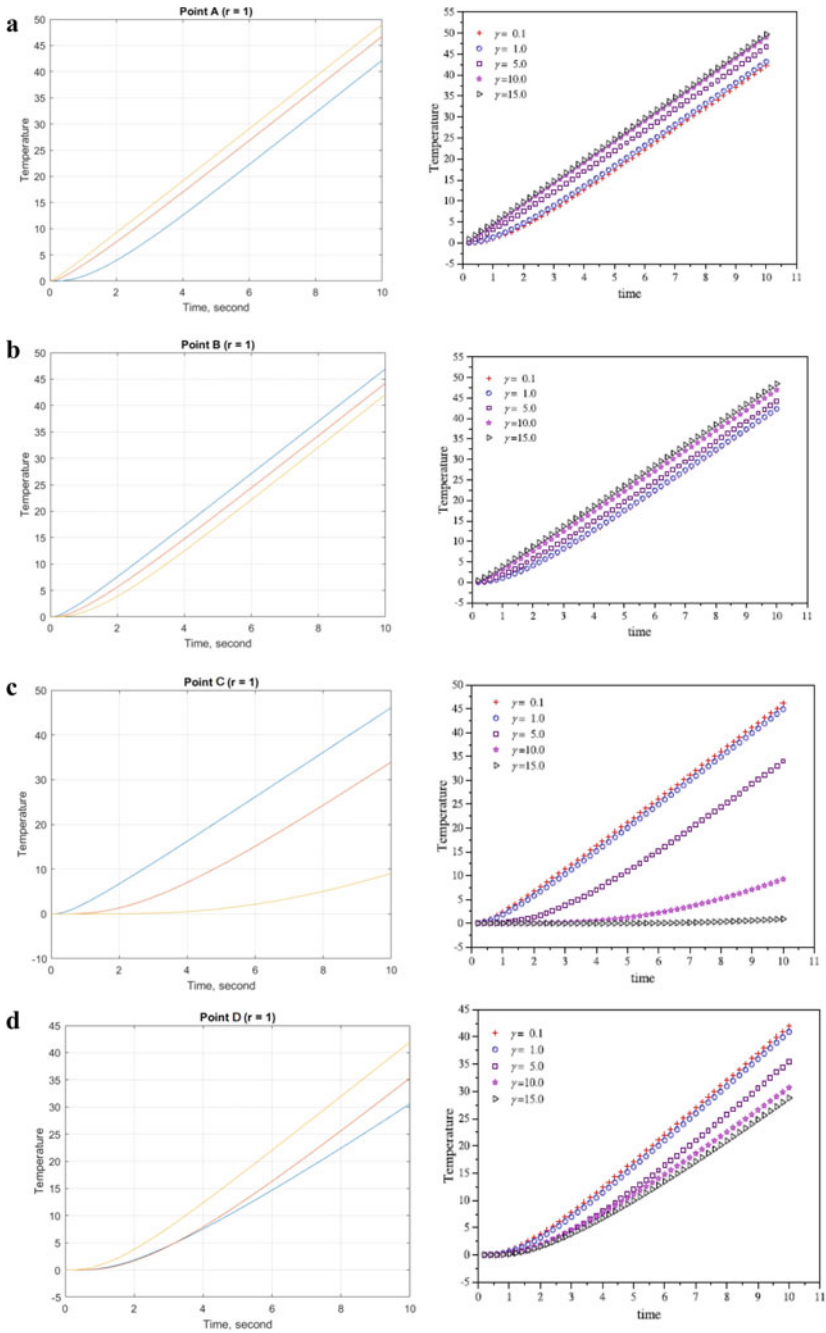 a
Point A (r = 1)
50
45
40
35
30
25
20
15
10
5
0
Temperature
0 2 4 6 8 10
Time, second
γ = 0.1
γ = 1.0
γ = 5.0
γ =10.0
γ =15.0
55
50
45
40
35
30
25
20
15
10
5
0
-5
Temperature
0 1 2 3 4 5 6 7 8 9 10 11
time
b
Point B (r = 1)
50
45
40
35
30
25
20
15
10
5
0
Temperature
0 2 4 6 8 10
Time, second
γ = 0.1
γ = 1.0
γ = 5.0
γ =10.0
γ =15.0
55
50
45
40
35
30
25
20
15
10
5
0
-5
Temperature
0 1 2 3 4 5 6 7 8 9 10 11
time
c
Point C (r = 1)
50
40
30
20
10
0
-10
Temperature
0 2 4 6 8 10
Time, second
γ = 0.1
γ = 1.0
γ = 5.0
γ =10.0
γ =15.0
50
45
40
35
30
25
20
15
10
5
0
-5
Temperature
0 1 2 3 4 5 6 7 8 9 10 11
time
d
Point D (r = 1)
45
40
35
30
25
20
15
10
5
0
-5
Temperature
0 2 4 6 8 10
Time, second
γ = 0.1
γ = 1.0
γ = 5.0
γ =10.0
γ =15.0
45
40
35
30
25
20
15
10
5
0
-5
Temperature
0 1 2 3 4 5 6 7 8 9 10 11
time